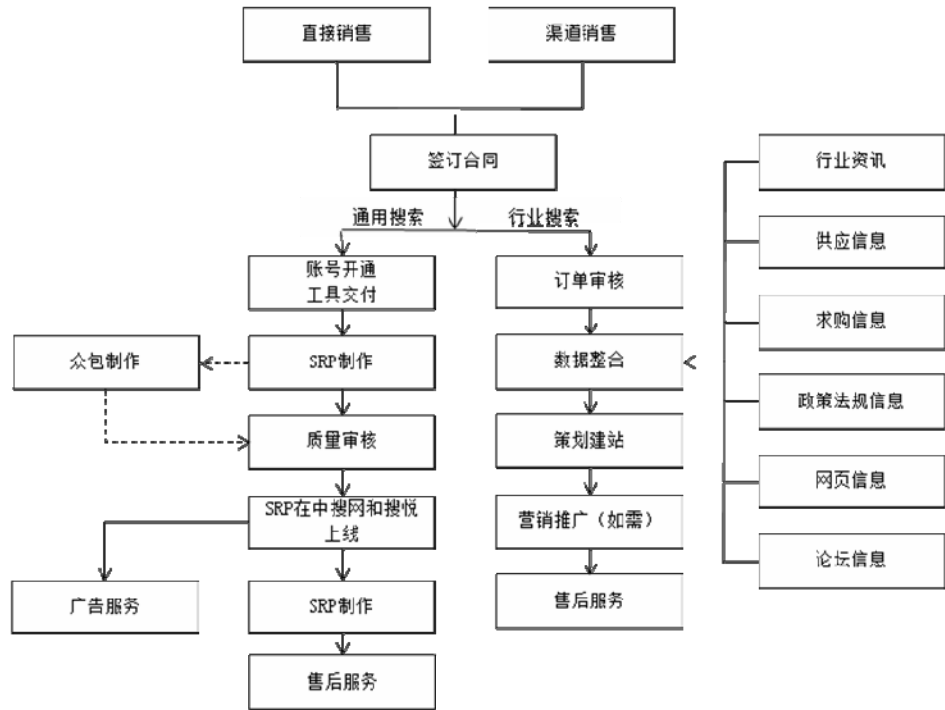 直接销售
渠道销售
签订合同
通用搜索
行业搜索
账号开通
工具交付
SRP制作
众包制作
质量审核
SRP在中搜网和搜悦
上线
广告服务
SRP制作
售后服务
订单审核
数据整合
策划建站
营销推广（如需）
售后服务
行业资讯
供应信息
求购信息
政策法规信息
网页信息
论坛信息